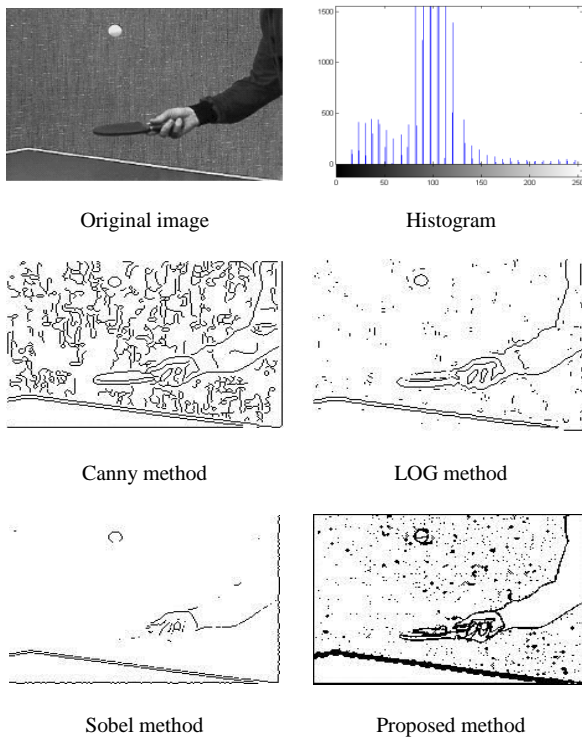 1500
1000
500
0
0 50 100 150 200 250
Original image Histogram
Canny method LOG method
Sobel method Proposed method